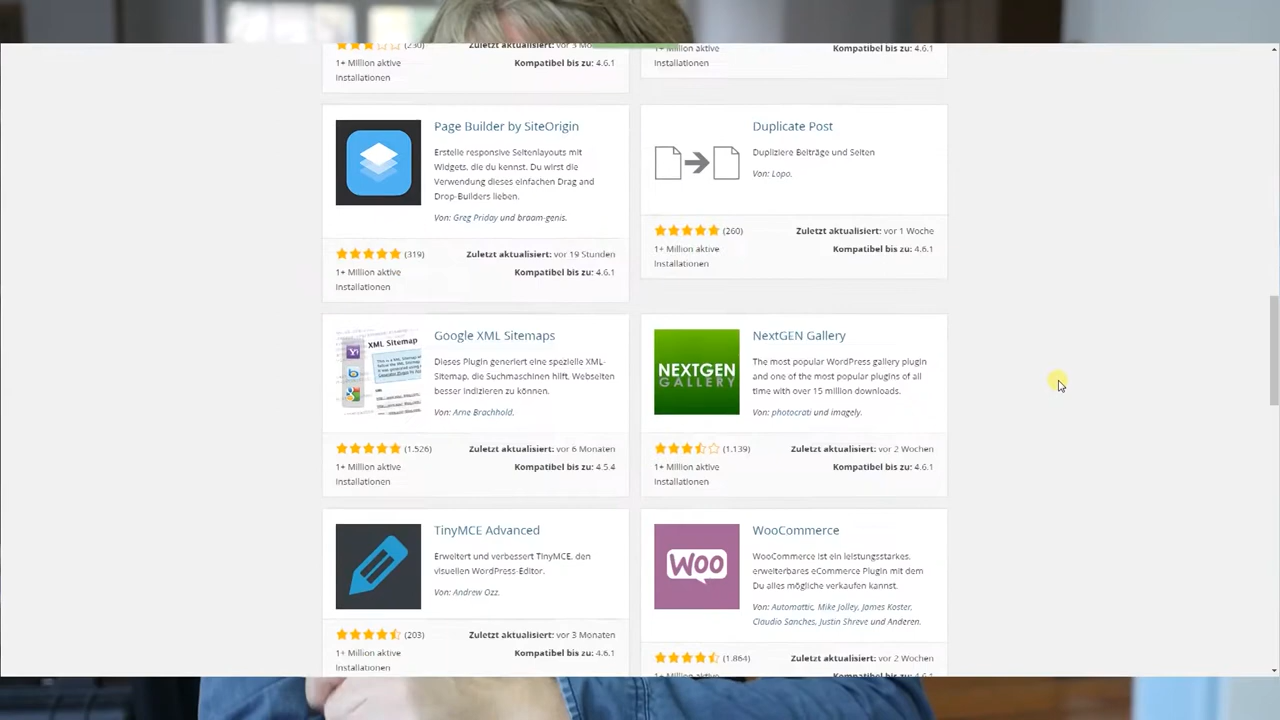 (230)
Zuletzt aktualisiert: vor 3 Mo
1+ Million aktive
Installationen
Kompatibel bis zu: 4.6.1
1+ Million aktive
Installationen
Kompatibel bis zu: 4.6.1
Page Builder by SiteOrigin
Erstelle responsive Seitenlayouts mit
Widgets, die du kennst. Du wirst die
Verwendung dieses einfachen Drag and
Drop-Builders lieben.
Von: Greg Priday und braam-genis.
(319)
Zuletzt aktualisiert: vor 19 Stunden
1+ Million aktive
Installationen
Kompatibel bis zu: 4.6.1
Duplicate Post
Dupliziere Beiträge und Seiten
Von: Lopo.
(260)
Zuletzt aktualisiert: vor 1 Woche
1+ Million aktive
Installationen
Kompatibel bis zu: 4.6.1
XML Sitemap
Google XML Sitemaps
Dieses Plugin generiert eine spezielle XML-
Sitemap, die Suchmaschinen hilft, Webseiten
besser indizieren zu können.
Von: Arne Brachhold.
(1.526)
Zuletzt aktualisiert: vor 6 Monaten
1+ Million aktive
Installationen
Kompatibel bis zu: 4.5.4
NEXTGEN
GALLERY
NextGEN Gallery
The most popular WordPress gallery plugin
and one of the most popular plugins of all
time with over 15 million downloads.
Von: photocrati und imagely.
(1.139)
Zuletzt aktualisiert: vor 2 Wochen
1+ Million aktive
Installationen
Kompatibel bis zu: 4.6.1
TinyMCE Advanced
Erweitert und verbessert TinyMCE, den
visuellen WordPress-Editor.
Von: Andrew Ozz.
(203)
Zuletzt aktualisiert: vor 3 Monaten
1+ Million aktive
Installationen
Kompatibel bis zu: 4.6.1
WOO
WooCommerce
WooCommerce ist ein leistungsstarkes,
erweiterbares eCommerce Plugin mit dem
Du alles mögliche verkaufen kannst.
Von: Automattic, Mike Jolley, James Koster,
Claudio Sanches, Justin Shreve und Anderen.
(1.864)
Zuletzt aktualisiert: vor 2 Wochen